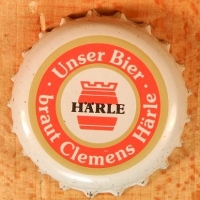 · Unser Bier ·
braut Clemens Härle
HÄRLE